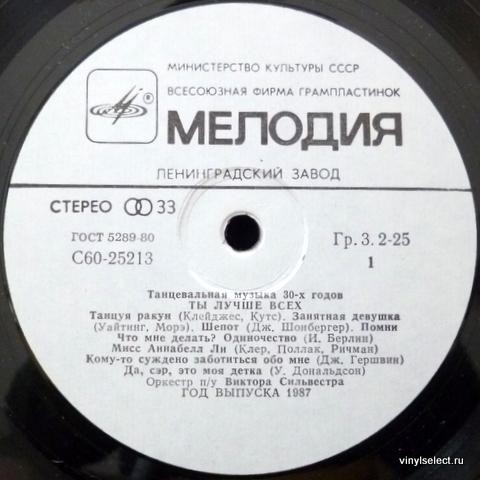 МИНИСТЕРСТВО КУЛЬТУРЫ СССР
ВСЕСОЮЗНАЯ ФИРМА ГРАМПЛАСТИНОК
МЕЛОДИЯ
ЛЕНИНГРАДСКИЙ ЗАВОД
СТЕРЕО 33
ГОСТ 5289-80
Гр.3. 2-25
С60-25213
1
Танцевальная музыка 30-х годов
ТЫ ЛУЧШЕ ВСЕХ
Танцуя ракун (Клейджес, Кутс). Занятная девушка
(Уайтинг, Морэ). Шепот (Дж. Шонбергер). Помни
Что мне делать? Одиночество (И. Берлин)
Мисс Аннабелл Ли (Клер, Поллак, Ричман)
Кому-то суждено заботиться обо мне (Дж. Гершвин)
Да, сэр, это моя детка (У. Дональдсон)
Оркестр п/у Виктора Сильвестра
ГОД ВЫПУСКА 1987
vinylselect.ru